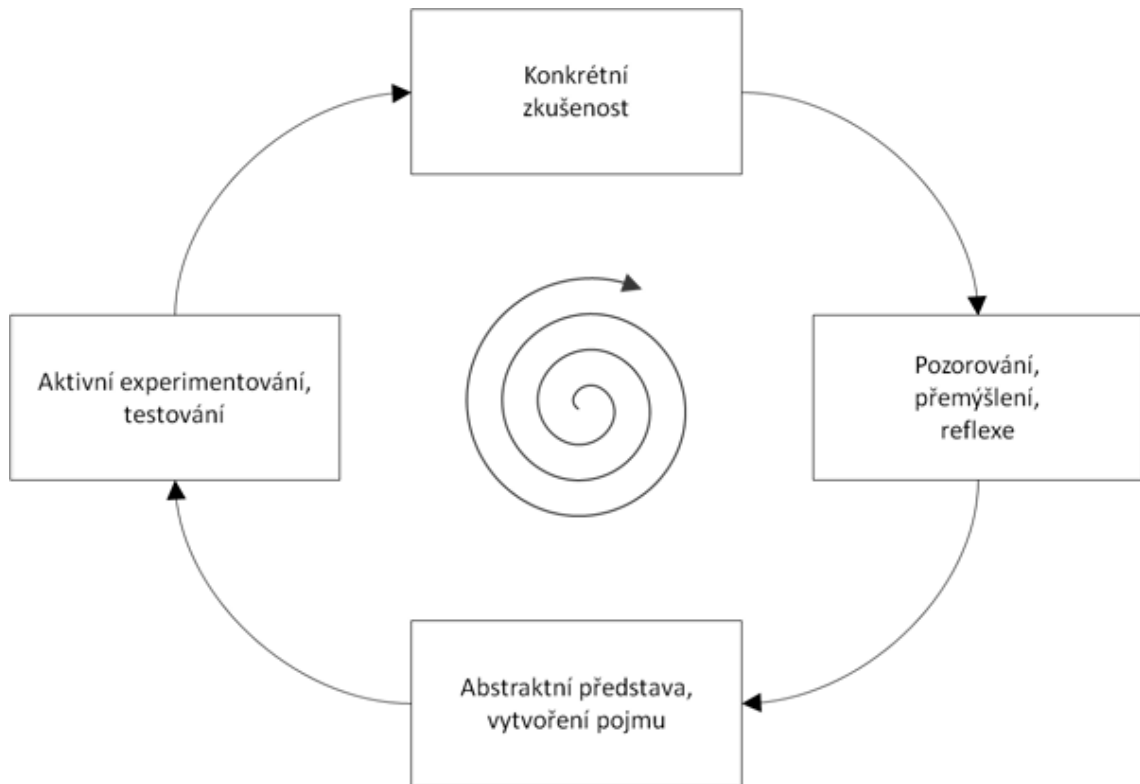 Konkrétní
zkušenost
Pozorování,
přemýšlení,
reflexe
Abstraktní představa,
vytvoření pojmu
Aktivní experimentování,
testování